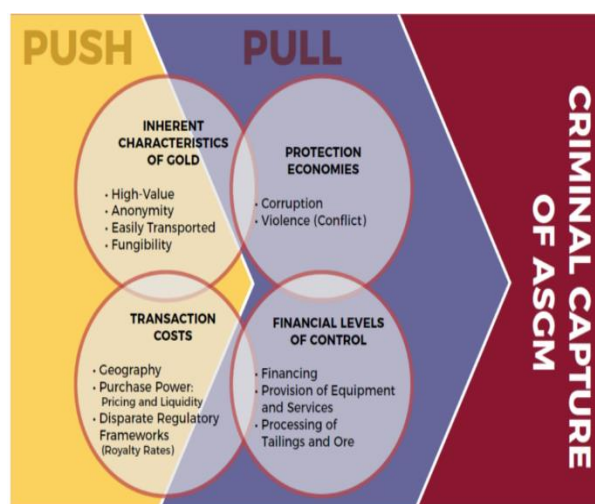 PUSH
PULL
INHERENT
CHARACTERISTICS
OF GOLD
• High-Value
• Anonymity
• Easily Transported
• Fungibility
PROTECTION
ECONOMIES
• Corruption
• Violence (Conflict)
TRANSACTION
COSTS
• Geography
• Purchase Power:
Pricing and Liquidity
• Disparate Regulatory
Frameworks
(Royalty Rates)
FINANCIAL LEVELS
OF CONTROL
• Financing
• Provision of Equipment
and Services
• Processing of
Tailings and Ore
CRIMINAL CAPTURE
OF ASGM